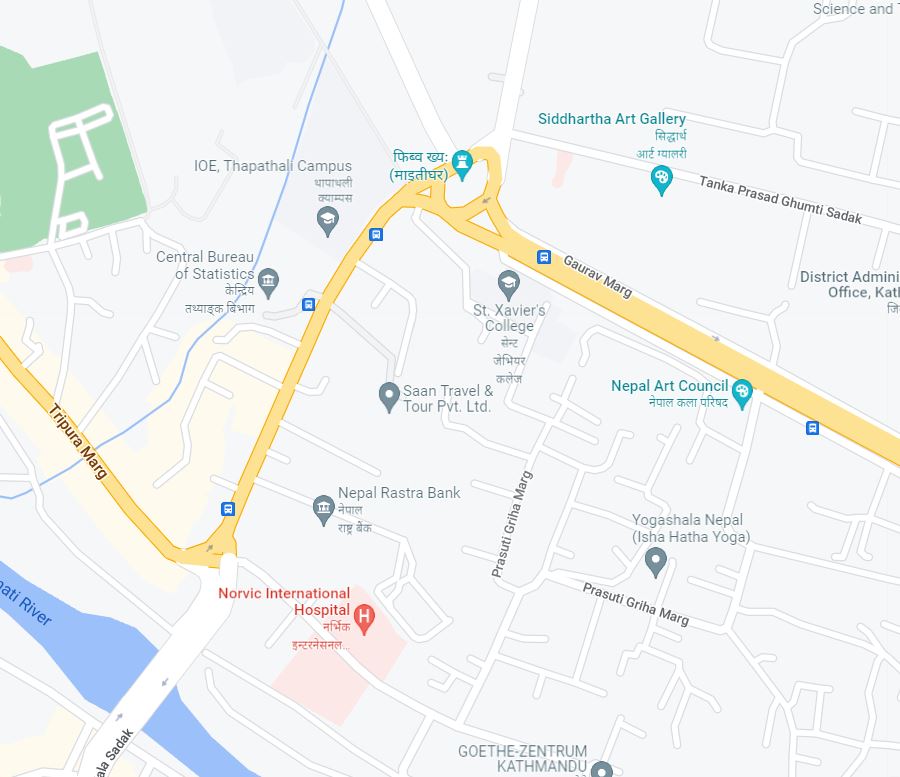 Science and
Siddhartha Art Gallery
सिद्धार्थ
आर्ट ग्यालरी
फिब्व ख्यः
(माइतीघर)
IOE, Thapathali Campus
थापाथली
क्याम्पस
Tanka Prasad Ghumti Sadak
Central Bureau
of Statistics
केन्द्रिय
तथ्याङ्क बिभाग
Gaurav Marg
District Admini
Office, Kat
जि
St. Xavier's
College
सेन्ट
जेभियर
कलेज
Saan Travel &
Tour Pvt. Ltd.
Nepal Art Council
नेपाल कला परिषद
Tripura Marg
Nepal Rastra Bank
नेपाल
राष्ट्र बैंक
Prasuti Griha Marg
Yogashala Nepal
(Isha Hatha Yoga)
Norvic International
Hospital
नर्भिक
इन्टरनेसनल...
H
Prasuti Griha Marg
mati River
ala Sadak
GOETHE-ZENTRUM
KATHMANDU